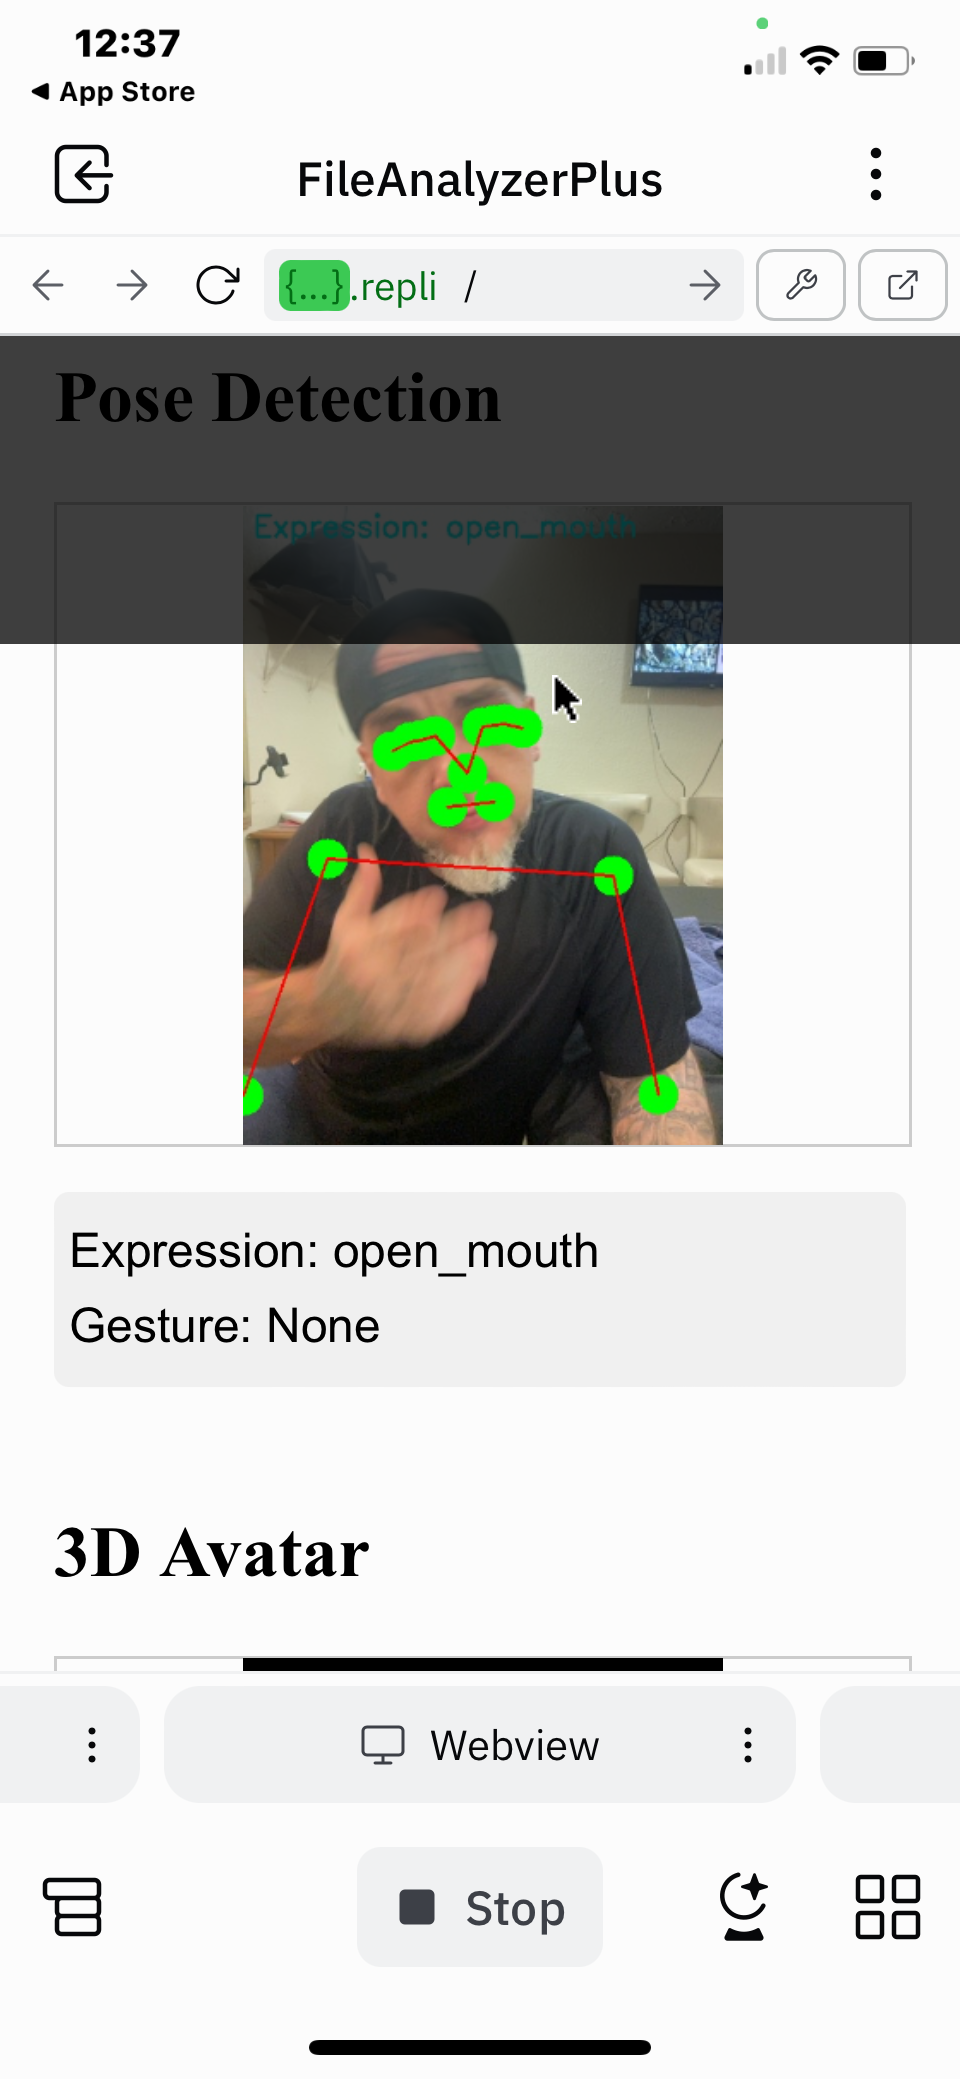 12:37
App Store
FileAnalyzerPlus
{...}.repli /
Pose Detection
Expression: open_mouth
Expression: open_mouth
Gesture: None
3D Avatar
Webview
Stop